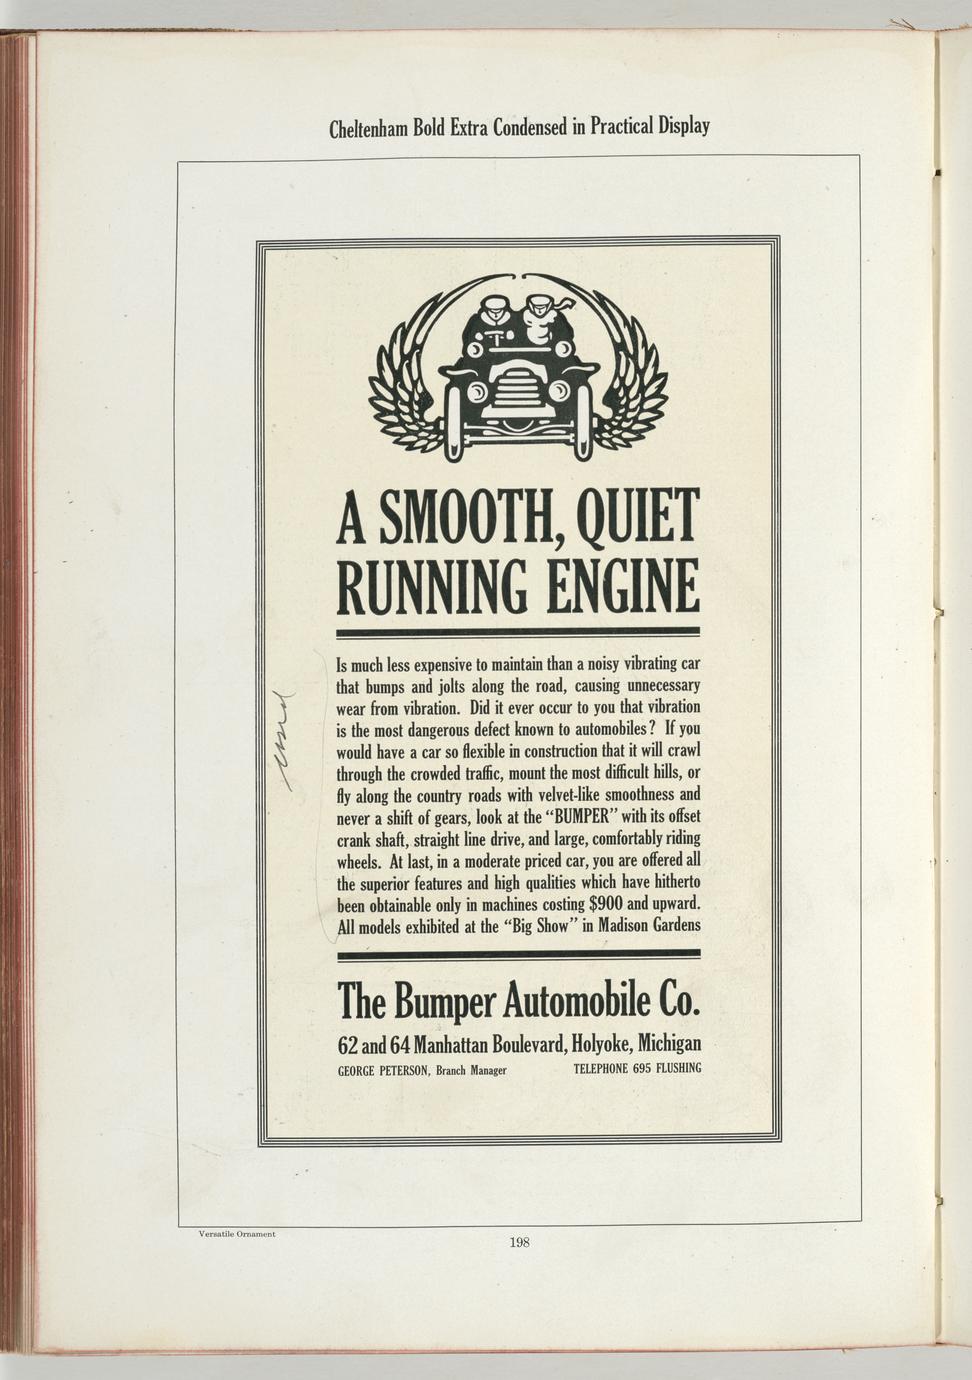 Cheltenham Bold Extra Condensed in Practical Display
A SMOOTH, QUIET
RUNNING ENGINE
Is much less expensive to maintain than a noisy vibrating car
that bumps and jolts along the road, causing unnecessary
wear from vibration. Did it ever occur to you that vibration
is the most dangerous defect known to automobiles? If you
would have a car so flexible in construction that it will crawl
through the crowded traffic, mount the most difficult hills, or
fly along the country roads with velvet-like smoothness and
never a shift of gears, look at the “BUMPER” with its offset
crank shaft, straight line drive, and large, comfortably riding
wheels. At last, in a moderate priced car, you are offered all
the superior features and high qualities which have hitherto
been obtainable only in machines costing $900 and upward.
All models exhibited at the “Big Show” in Madison Gardens
The Bumper Automobile Co.
62 and 64 Manhattan Boulevard, Holyoke, Michigan
GEORGE PETERSON, Branch Manager TELEPHONE 695 FLUSHING
Versatile Ornament
198